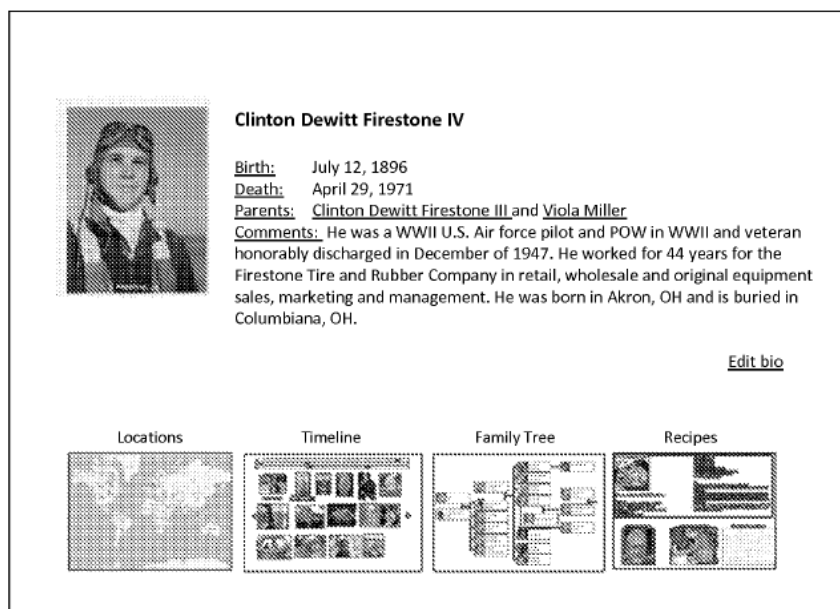 Clinton Dewitt Firestone IV
Birth: July 12, 1896
Death: April 29, 1971
Parents: Clinton Dewitt Firestone III and Viola Miller
Comments: He was a WWII U.S. Air force pilot and POW in WWII and veteran
honorably discharged in December of 1947. He worked for 44 years for the
Firestone Tire and Rubber Company in retail, wholesale and original equipment
sales, marketing and management. He was born in Akron, OH and is buried in
Columbiana, OH.
Edit bio
Locations Timeline Family Tree Recipes